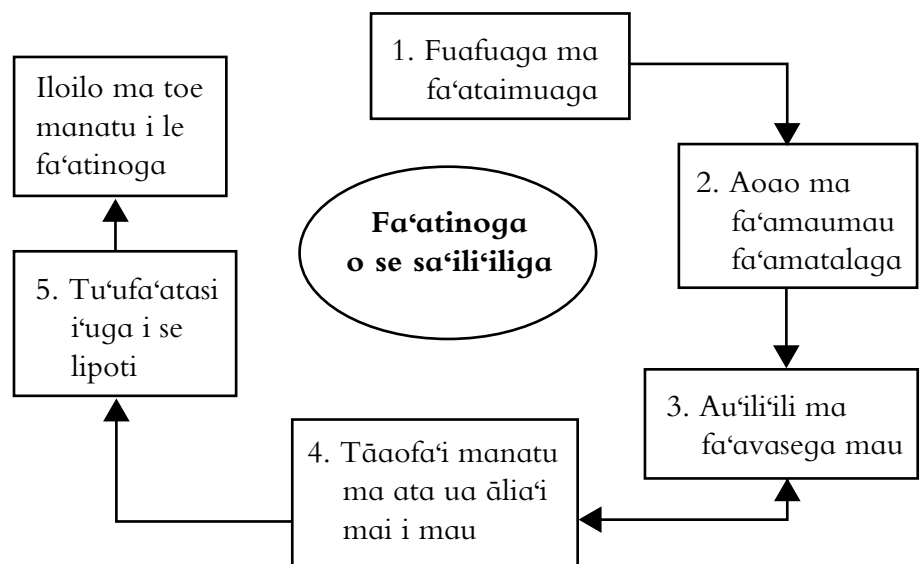 1. Fuafuaga ma
fa‘ataimuaga
2. Aoao ma
fa‘amaumau
fa‘amatalaga
3. Au‘ili‘ili ma
fa‘avasega mau
4. Tāaofa‘i manatu
ma ata ua ālia‘i
mai i mau
5. Tu‘ufa‘atasi
i‘uga i se
lipoti
Iloilo ma toe
manatu i le
fa‘atinoga
Fa‘atinoga
o se sa‘ili‘iliga